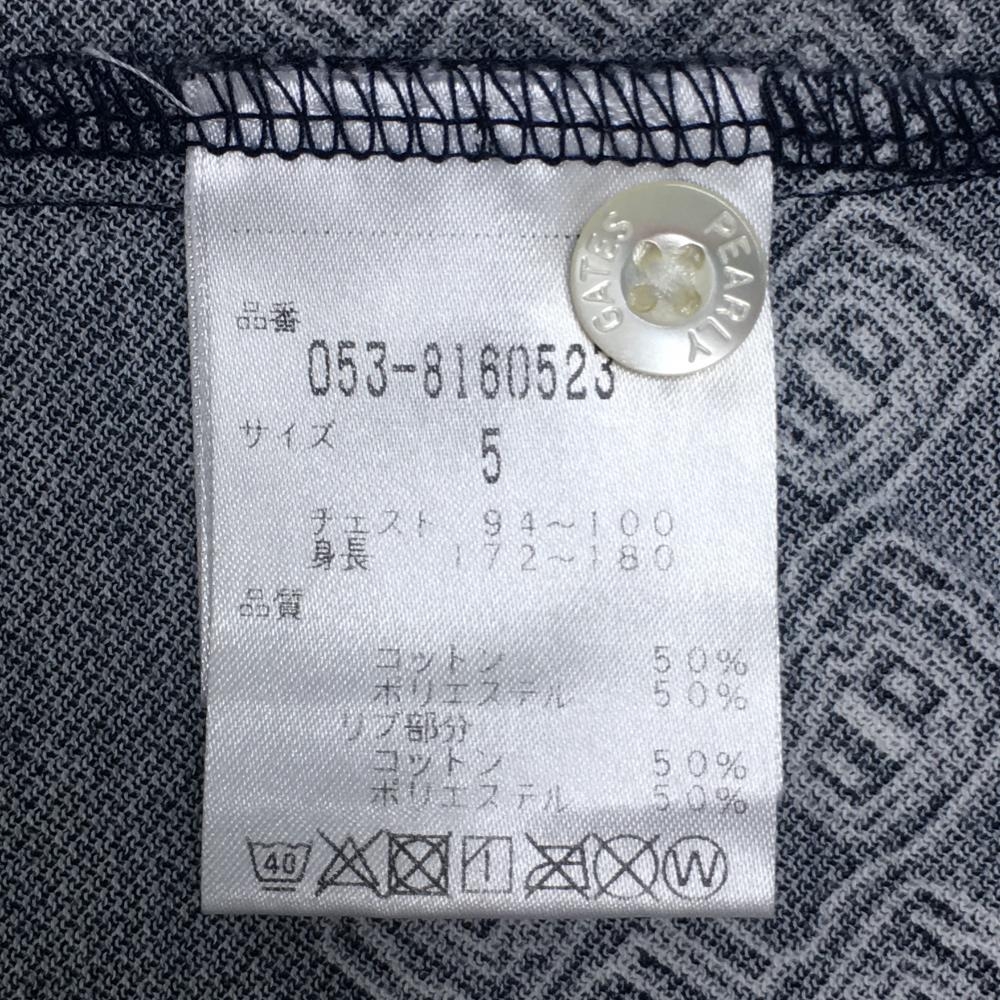 PEARLY GATES
品番
053-8160523
サイズ
5
チェスト 94～100
身長 172～180
品質
コットン 50%
ポリエステル 50%
リブ部分
コットン 50%
ポリエステル 50%
40 W